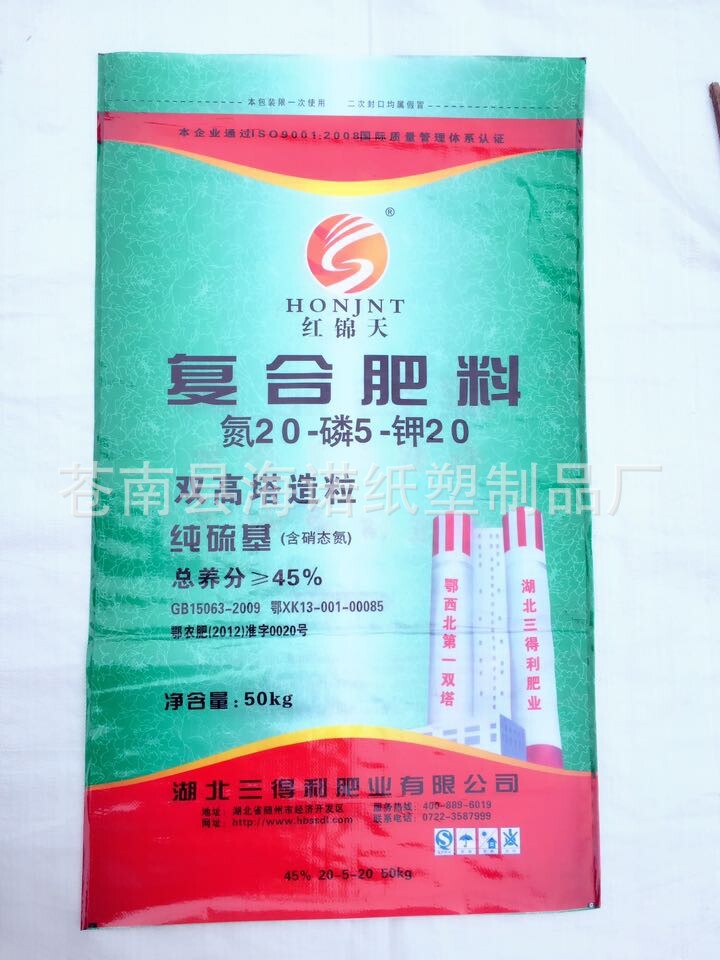 本包装限一次使用 二次封口均属假冒
本企业通过ISO9001:2008国际质量管理体系认证
®
HONJNT
红锦天
复合肥料
氮20-磷5-钾20
苍南县海谐纸塑制品厂
双高塔造粒
纯硫基(含硝态氮)
总养分≥45%
GB15063-2009 鄂XK13-001-00085
鄂农肥(2012)准字0020号
净含量:50kg
鄂西北第一双塔
湖北三得利肥业
湖北三得利肥业有限公司
地址:湖北省随州市经济开发区 服务热线:400-889-6019
网址:http://www.hbssdl.com 联系电话:0722-3587999
45% 20-5-20 50kg